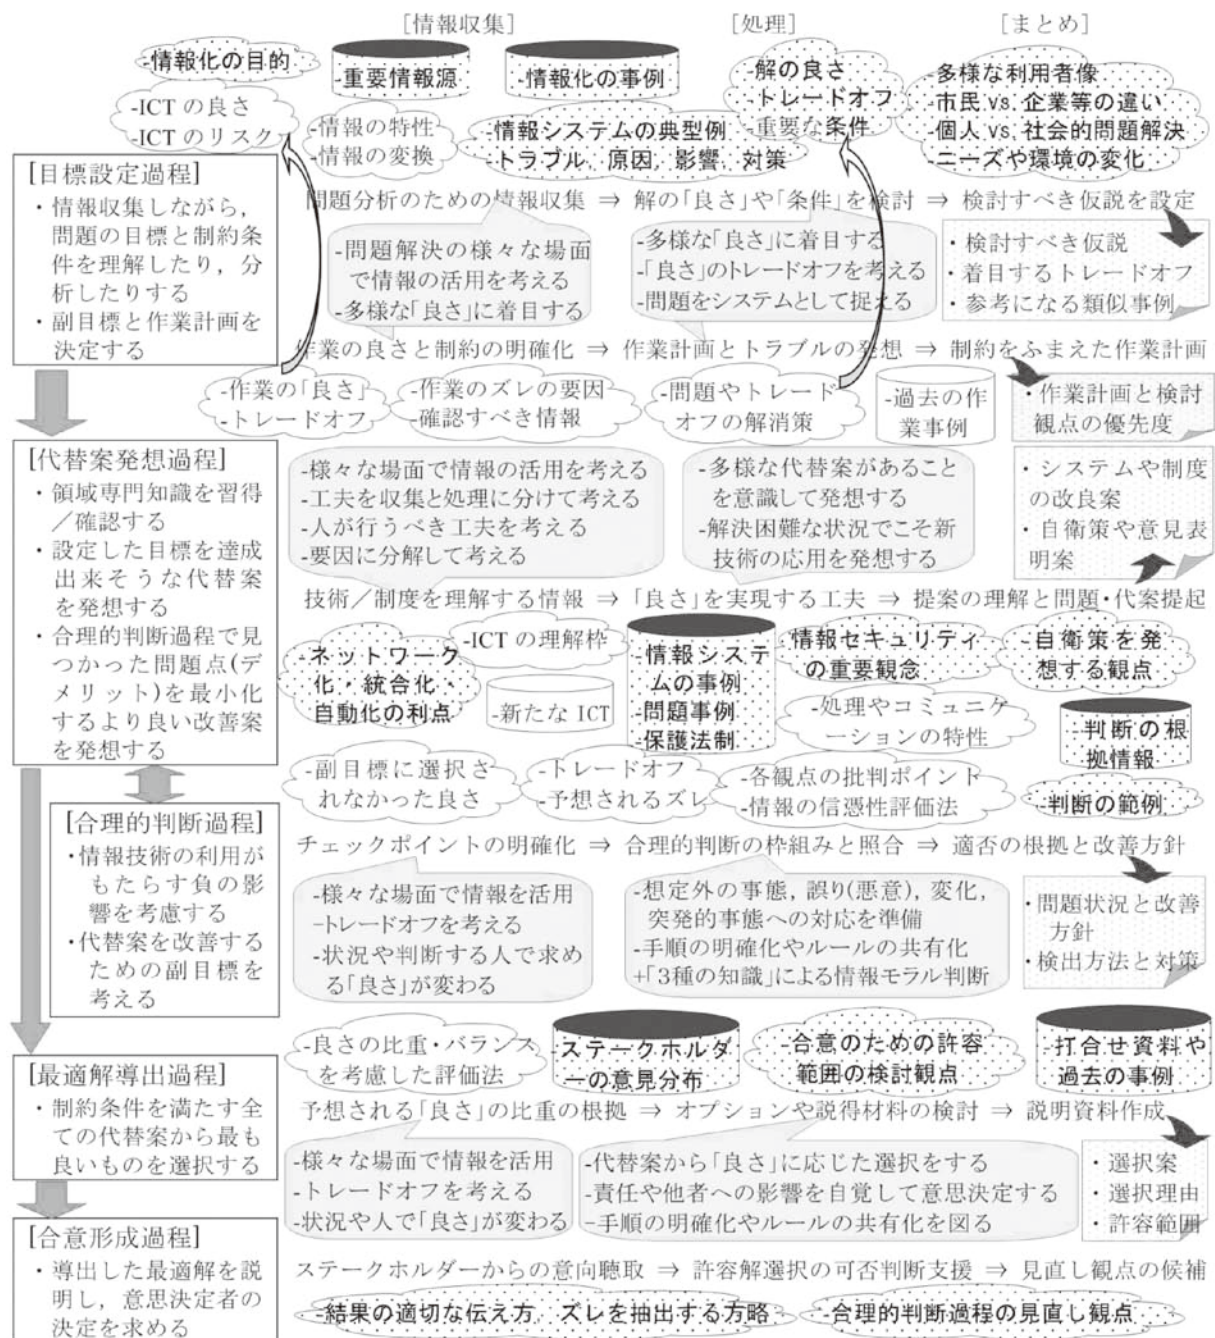 [情報収集]
[処理]
[まとめ]
-情報化の目的
-ICT の良さ
-ICT のリスク
-重要情報源
-情報化の事例
-情報の特性
-情報の変換
-情報システムの典型例
-トラブル，原因，影響，対策
-解の良さ
-トレードオフ
-重要な条件
-多様な利用者像
-市民 vs. 企業等の違い
-個人 vs. 社会的問題解決
-ニーズや環境の変化
[目標設定過程]
・情報収集しながら，
問題の目標と制約条
件を理解したり，分
析したりする
・副目標と作業計画を
決定する
問題分析のための情報収集 ⇒ 解の「良さ」や「条件」を検討 ⇒ 検討すべき仮説を設定
-問題解決の様々な場面
で情報の活用を考える
-多様な「良さ」に着目する
-多様な「良さ」に着目する
-「良さ」のトレードオフを考える
-問題をシステムとして捉える
・検討すべき仮説
・着目するトレードオフ
・参考になる類似事例
作業の良さと制約の明確化 ⇒ 作業計画とトラブルの発想 ⇒ 制約をふまえた作業計画
-作業の「良さ」
-トレードオフ
-作業のズレの要因
-確認すべき情報
-問題やトレード
オフの解消策
-過去の作
業事例
・作業計画と検討
観点の優先度
[代替案発想過程]
・領域専門知識を習得
／確認する
・設定した目標を達成
出来そうな代替案
を発想する
・合理的判断過程で見
つかった問題点(デ
メリット)を最小化
するより良い改善案
を発想する
-様々な場面で情報の活用を考える
-工夫を収集と処理に分けて考える
-人が行うべき工夫を考える
-要因に分解して考える
-多様な代替案があること
を意識して発想する
-解決困難な状況でこそ新
技術の応用を発想する
・システムや制度
の改良案
・自衛策や意見表
明案
技術／制度を理解する情報 ⇒ 「良さ」を実現する工夫 ⇒ 提案の理解と問題・代案提起
-ネットワーク
化・統合化・
自動化の利点
-ICT の理解枠
-新たな ICT
-情報システ
ムの事例
-問題事例
-保護法制
情報セキュリティ
の重要観念
-処理やコミュニケ
ーションの特性
-自衛策を発
想する観点
-判断の根
拠情報
-判断の範例
-副目標に選択さ
れなかった良さ
-トレードオフ
-予想されるズレ
-各観点の批判ポイント
-情報の信憑性評価法
[合理的判断過程]
・情報技術の利用が
もたらす負の影
響を考慮する
・代替案を改善する
ための副目標を
考える
チェックポイントの明確化 ⇒ 合理的判断の枠組みと照合 ⇒ 適否の根拠と改善方針
-様々な場面で情報を活用
-トレードオフを考える
-状況や判断する人で求め
る「良さ」が変わる
-想定外の事態，誤り(悪意)，変化，
突発的事態への対応を準備
-手順の明確化やルールの共有化
+「3種の知識」による情報モラル判断
・問題状況と改善
方針
・検出方法と対策
-良さの比重・バランス
を考慮した評価法
-ステークホルダ
ーの意見分布
-合意のための許容
範囲の検討観点
-打合せ資料や
過去の事例
[最適解導出過程]
・制約条件を満たす全
ての代替案から最も
良いものを選択する
予想される「良さ」の比重の根拠 ⇒ オプションや説得材料の検討 ⇒ 説明資料作成
-様々な場面で情報を活用
-トレードオフを考える
-状況や人で「良さ」が変わる
-代替案から「良さ」に応じた選択をする
-責任や他者への影響を自覚して意思決定する
-手順の明確化やルールの共有化を図る
・選択案
・選択理由
・許容範囲
[合意形成過程]
・導出した最適解を説
明し，意思決定者の
決定を求める
ステークホルダーからの意向聴取 ⇒ 許容解選択の可否判断支援 ⇒ 見直し観点の候補
-結果の適切な伝え方，ズレを抽出する方略
-合理的判断過程の見直し観点